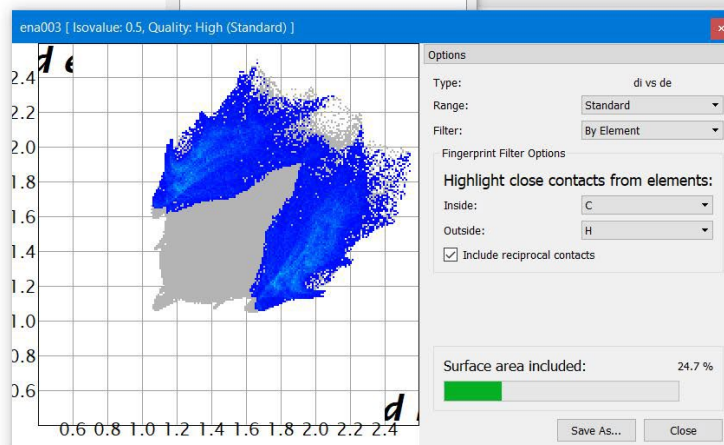 ena003 [ Isovalue: 0.5, Quality: High (Standard) ]
Options
d e
2.4
2.2
2.0
1.8
1.6
1.4
1.2
1.0
0.8
0.6
0.6 0.8 1.0 1.2 1.4 1.6 1.8 2.0 2.2 2.4
d
Type: di vs de
Range: Standard
Filter: By Element
Fingerprint Filter Options
Highlight close contacts from elements:
Inside: C
Outside: H
Include reciprocal contacts
Surface area included: 24.7 %
Save As... Close